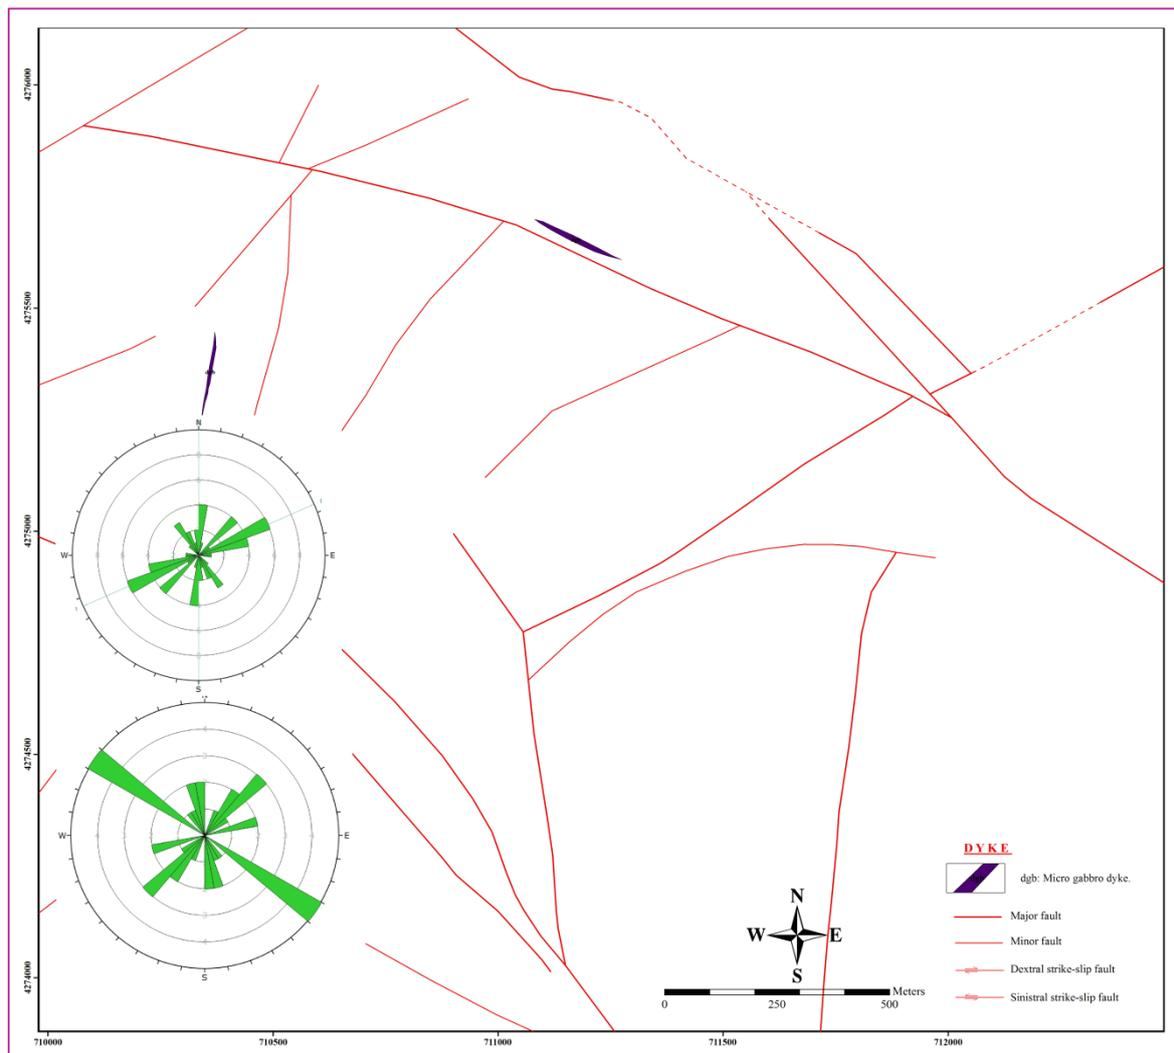 4276000
4275500
4275000
4274500
4274000
N
W
E
S
W
E
S
DYKE
dgb: Micro gabbro dyke.
Major fault
Minor fault
Dextral strike-slip fault
Sinistral strike-slip fault
N
W
E
S
Meters
0
250
500
710000
710500
711000
711500
712000